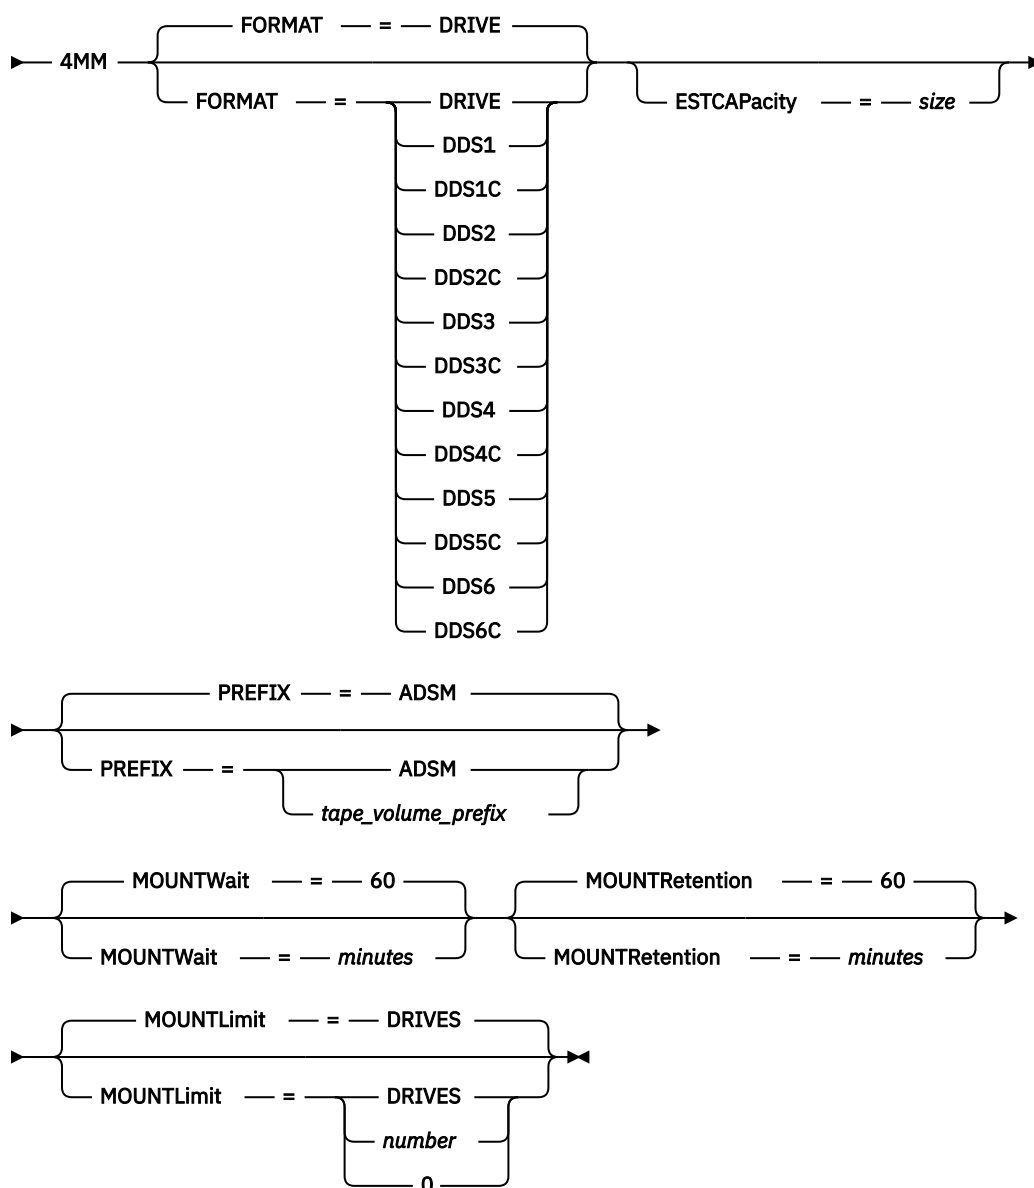 FORMAT = DRIVE
4MM
FORMAT = DRIVE
ESTCAPacity = size
DDS1
DDS1C
DDS2
DDS2C
DDS3
DDS3C
DDS4
DDS4C
DDS5
DDS5C
DDS6
DDS6C
PREFIX = ADSM
PREFIX = ADSM
tape_volume_prefix
MOUNTWait = 60 MOUNTRetention = 60
MOUNTWait = minutes MOUNTRetention = minutes
MOUNTLimit = DRIVES
MOUNTLimit = DRIVES
number
0